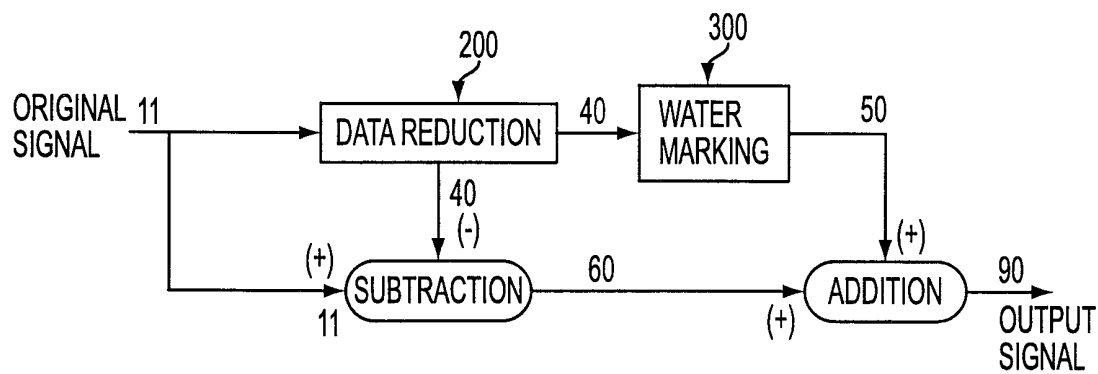 200
300
ORIGINAL 11
SIGNAL
DATA REDUCTION
40
WATER
MARKING
50
40
(-)
(+)
(+)
SUBTRACTION
60
ADDITION
90
11
(+)
OUTPUT
SIGNAL